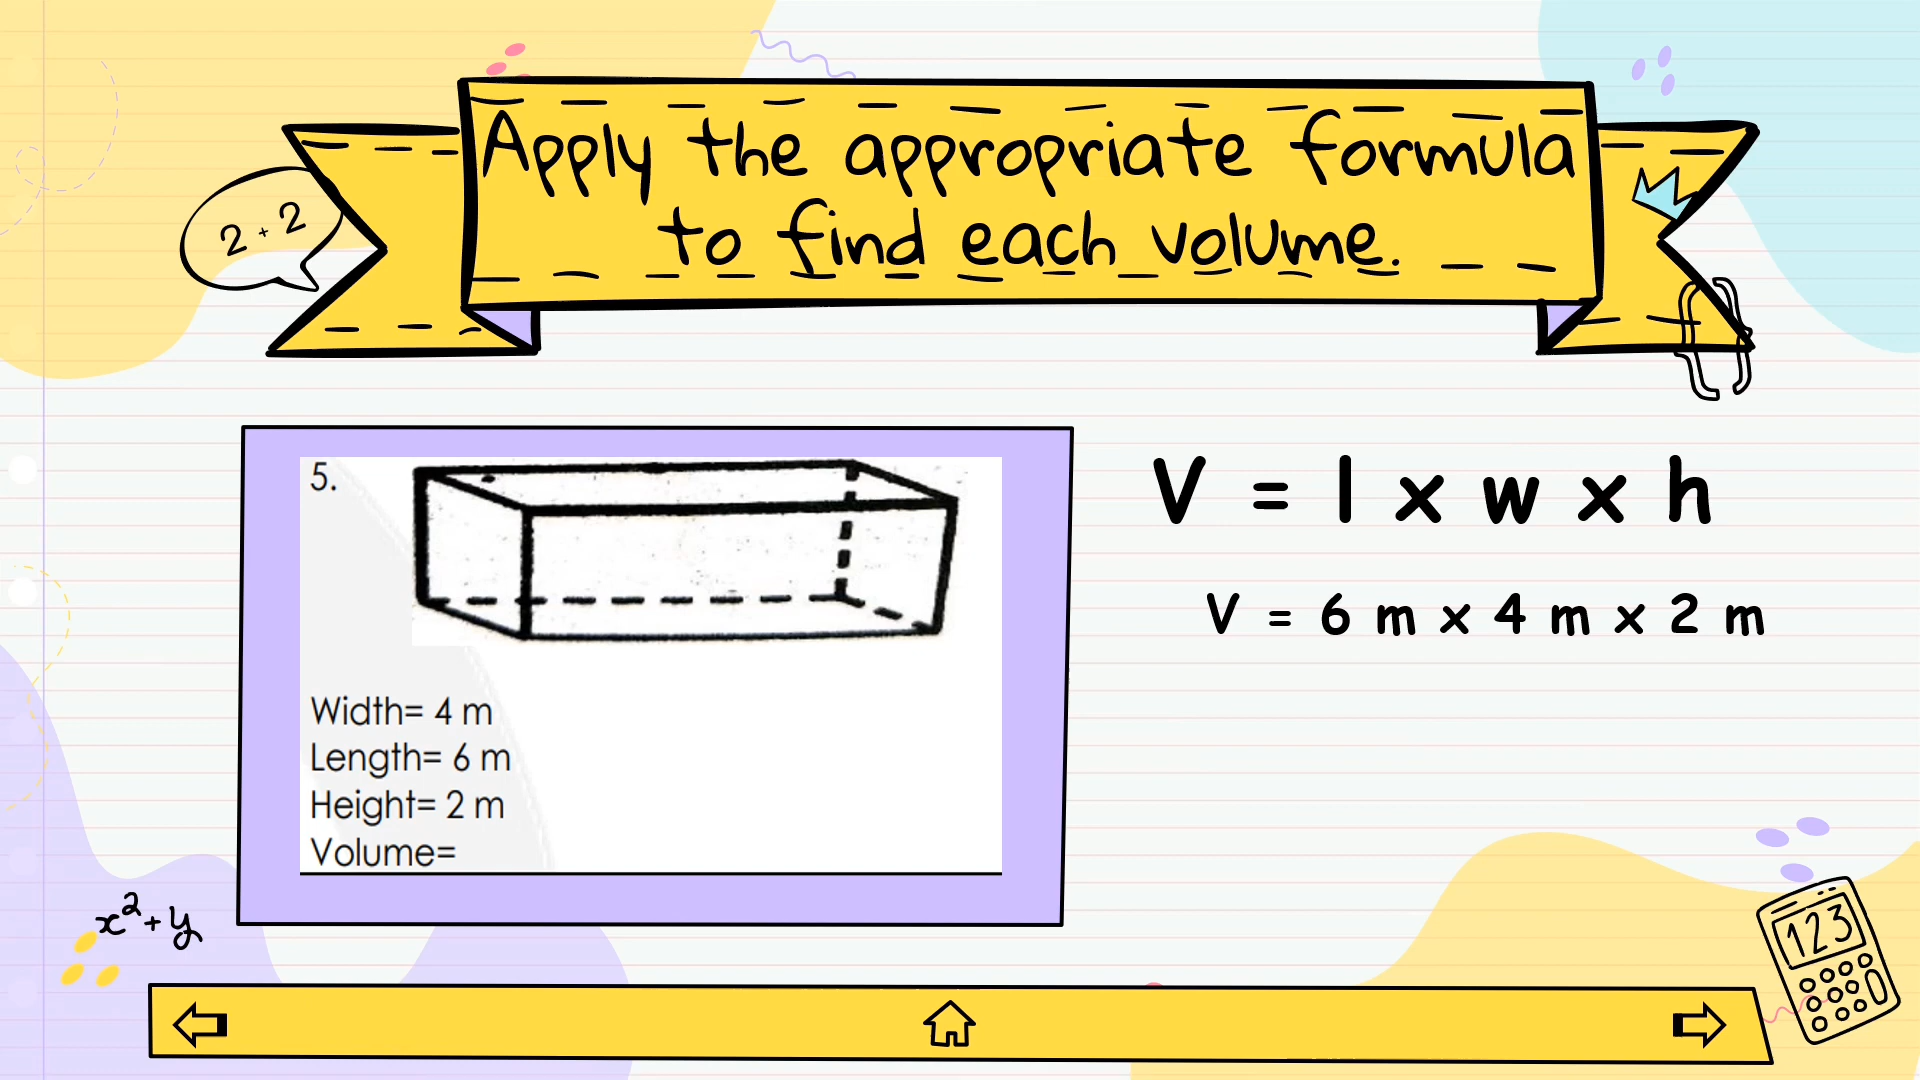 Apply the appropriate formula
to find each volume.
2 + 2
5.
Width= 4 m
Length= 6 m
Height= 2 m
Volume=
V = l x w x h
V = 6 m x 4 m x 2 m
x²+y
123